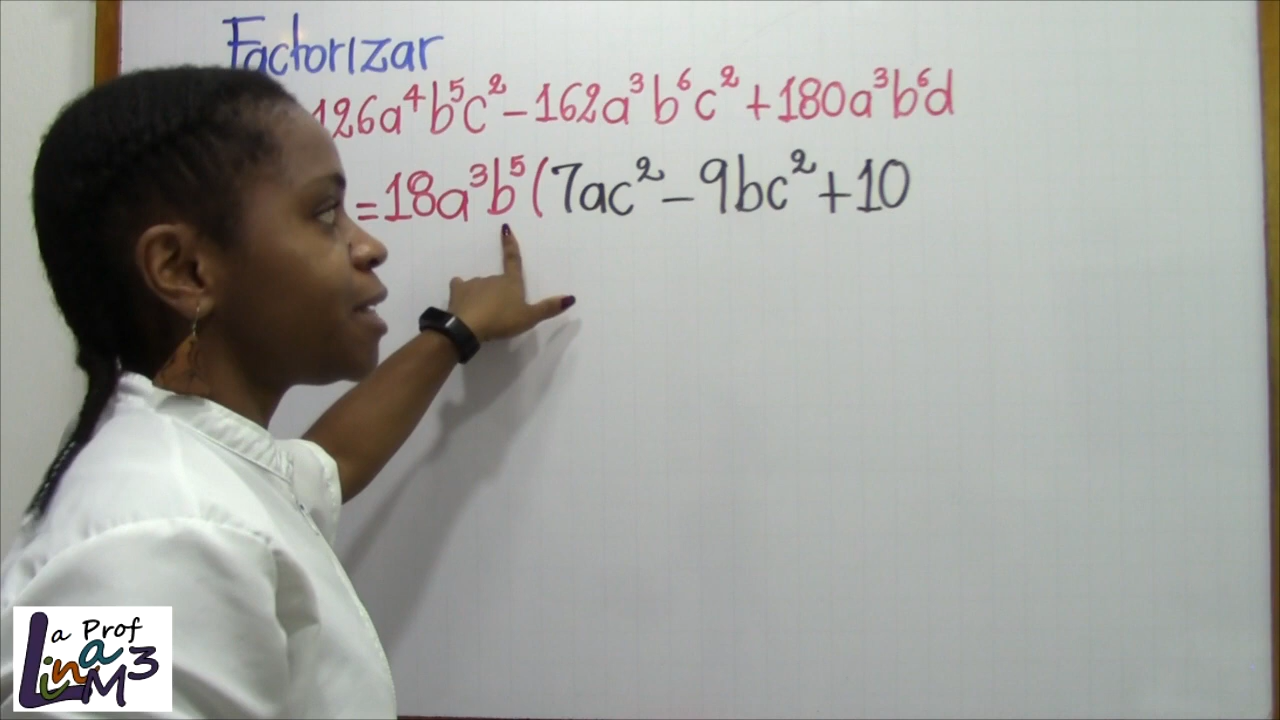 Factorizar
126a⁴b⁵c² - 162a³b⁶c² + 180a³b⁶d
= 18a³b⁵(7ac² - 9bc² + 10
La Prof
Lina M3